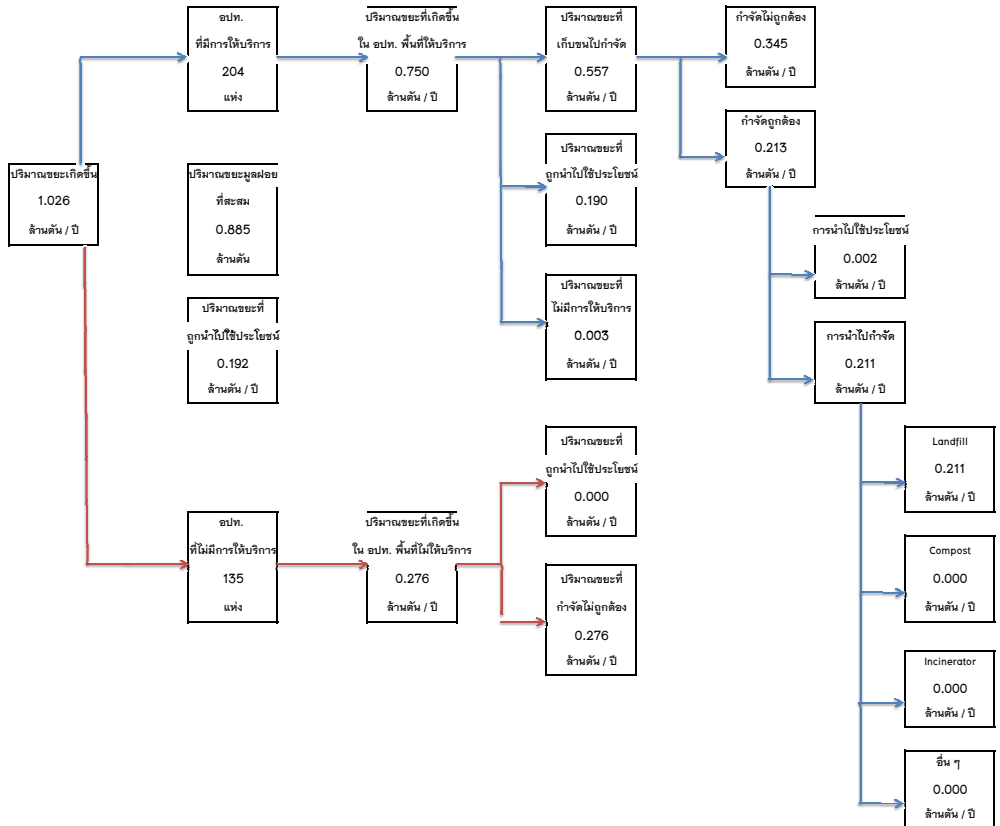 อปท.
ที่มีการให้บริการ
204
แห่ง
ปริมาณขยะที่เกิดขึ้น
ใน อปท. พื้นที่ให้บริการ
0.750
ล้านตัน / ปี
ปริมาณขยะที่
เก็บขนไปกำจัด
0.557
ล้านตัน / ปี
กำจัดไม่ถูกต้อง
0.345
ล้านตัน / ปี
กำจัดถูกต้อง
0.213
ล้านตัน / ปี
ปริมาณขยะเกิดขึ้น
1.026
ล้านตัน / ปี
ปริมาณขยะมูลฝอย
ที่สะสม
0.885
ล้านตัน
ปริมาณขยะที่
ถูกนำไปใช้ประโยชน์
0.190
ล้านตัน / ปี
การนำไปใช้ประโยชน์
0.002
ล้านตัน / ปี
ปริมาณขยะที่
ไม่มีการให้บริการ
0.003
ล้านตัน / ปี
ปริมาณขยะที่
ถูกนำไปใช้ประโยชน์
0.192
ล้านตัน / ปี
การนำไปกำจัด
0.211
ล้านตัน / ปี
ปริมาณขยะที่
ถูกนำไปใช้ประโยชน์
0.000
ล้านตัน / ปี
Landfill
0.211
ล้านตัน / ปี
อปท.
ที่ไม่มีการให้บริการ
135
แห่ง
ปริมาณขยะที่เกิดขึ้น
ใน อปท. พื้นที่ไม่ให้บริการ
0.276
ล้านตัน / ปี
ปริมาณขยะที่
กำจัดไม่ถูกต้อง
0.276
ล้านตัน / ปี
Compost
0.000
ล้านตัน / ปี
Incinerator
0.000
ล้านตัน / ปี
อื่น ๆ
0.000
ล้านตัน / ปี